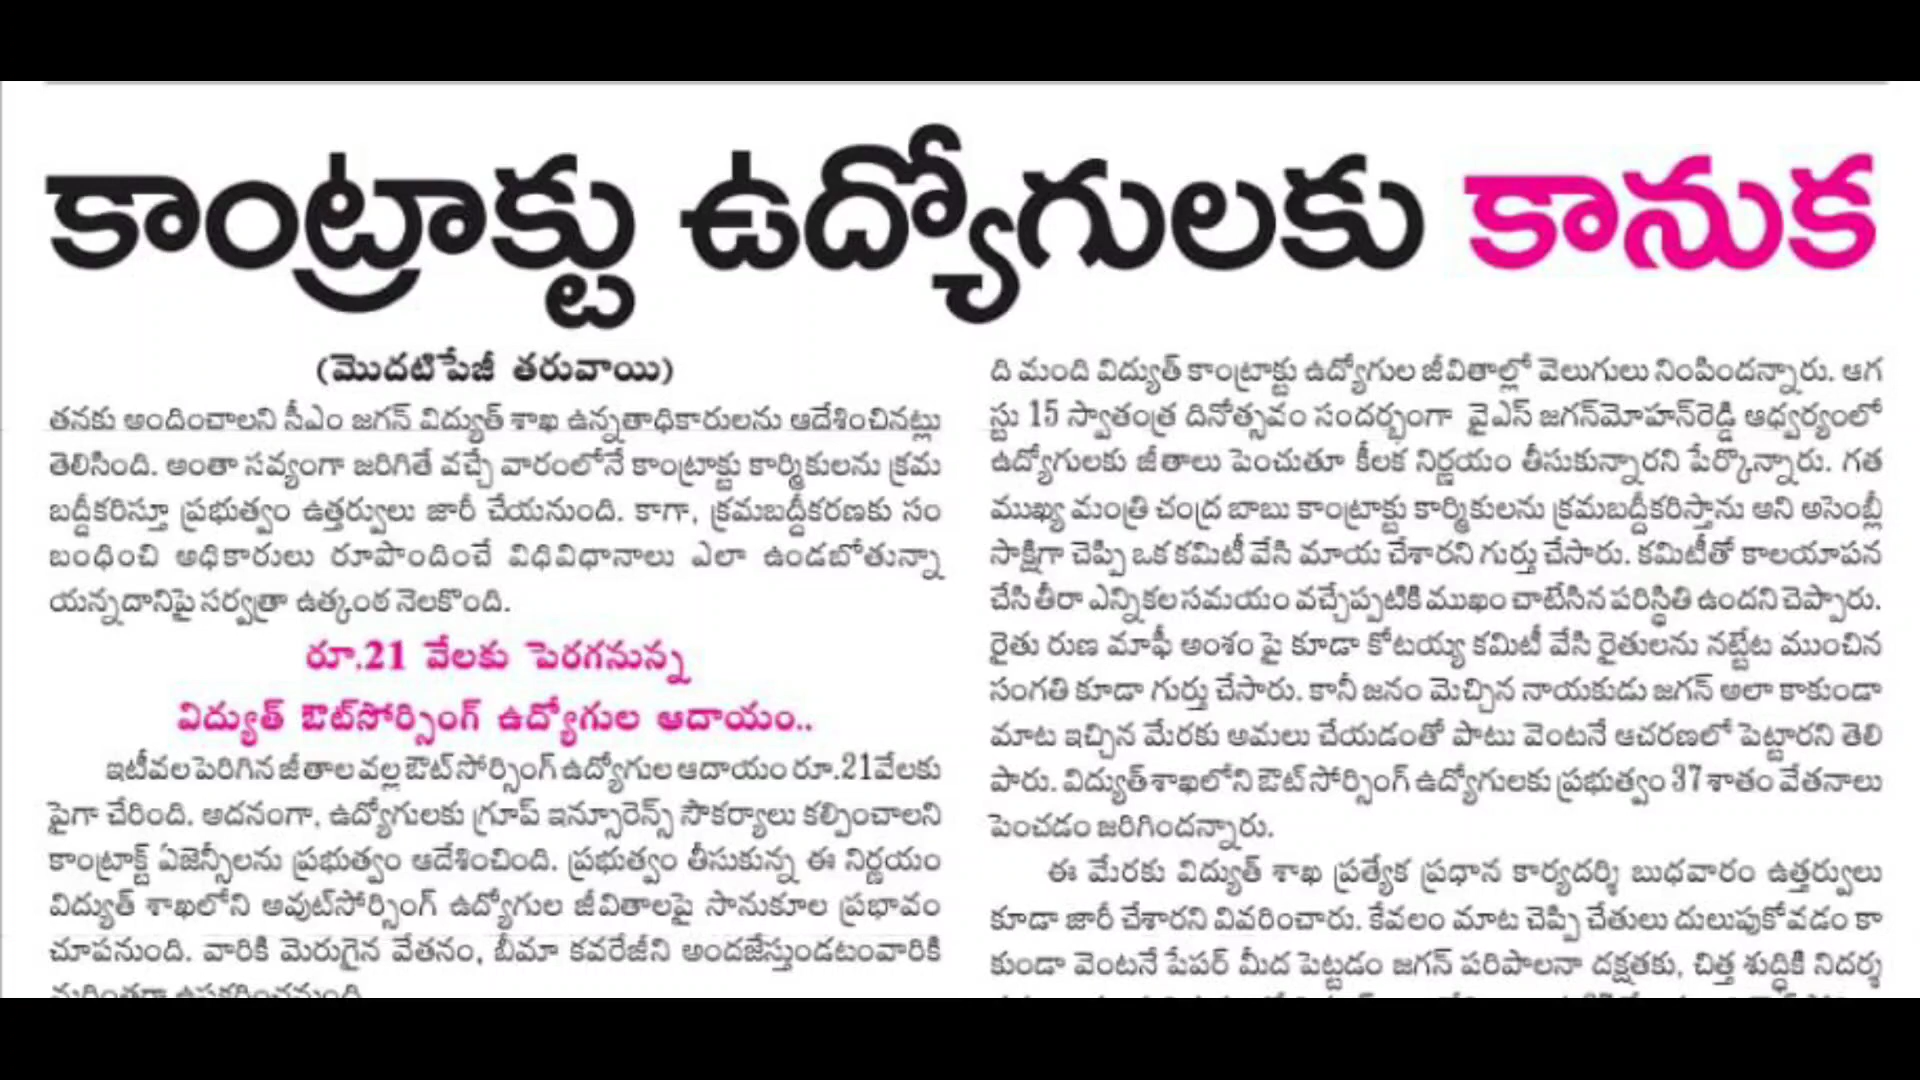 కాంట్రాక్టు ఉద్యోగులకు కానుక
(మొదటిపేజీ తరువాయి)
తనకు అందించాలని సీఎం జగన్ విద్యుత్ శాఖ ఉన్నతాధికారులను ఆదేశించినట్లు
తెలిసింది. అంతా సవ్యంగా జరిగితే వచ్చే వారంలోనే కాంట్రాక్టు కార్మికులను క్రమ
బద్దీకరిస్తూ ప్రభుత్వం ఉత్తర్వులు జారీ చేయనుంది. కాగా, క్రమబద్దీకరణకు సం
బంధించి అధికారులు రూపొందించే విధివిధానాలు ఎలా ఉండబోతున్నా
యన్నదానిపై సర్వత్రా ఉత్కంఠ నెలకొంది.
రూ.21 వేలకు పెరగనున్న
విద్యుత్ ఔట్‌సోర్సింగ్ ఉద్యోగుల ఆదాయం..
ఇటీవల పెరిగిన జీతాల వల్ల ఔట్ సోర్సింగ్ ఉద్యోగుల ఆదాయం రూ.21వేలకు
పైగా చేరింది. అదనంగా, ఉద్యోగులకు గ్రూప్ ఇన్సూరెన్స్ సౌకర్యాలు కల్పించాలని
కాంట్రాక్ట్ ఏజెన్సీలను ప్రభుత్వం ఆదేశించింది. ప్రభుత్వం తీసుకున్న ఈ నిర్ణయం
విద్యుత్ శాఖలోని అవుట్‌సోర్సింగ్ ఉద్యోగుల జీవితాలపై సానుకూల ప్రభావం
చూపనుంది. వారికి మెరుగైన వేతనం, బీమా కవరేజీని అందజేస్తుండటంవారికి
ది మంది విద్యుత్ కాంట్రాక్టు ఉద్యోగుల జీవితాల్లో వెలుగులు నింపిందన్నారు. ఆగ
స్టు 15 స్వాతంత్ర దినోత్సవం సందర్భంగా వైఎస్ జగన్‌మోహన్‌రెడ్డి ఆధ్వర్యంలో
ఉద్యోగులకు జీతాలు పెంచుతూ కీలక నిర్ణయం తీసుకున్నారని పేర్కొన్నారు. గత
ముఖ్య మంత్రి చంద్ర బాబు కాంట్రాక్టు కార్మికులను క్రమబద్దీకరిస్తాను అని అసెంబ్లీ
సాక్షిగా చెప్పి ఒక కమిటీ వేసి మాయ చేశారని గుర్తు చేసారు. కమిటీతో కాలయాపన
చేసి తీరా ఎన్నికల సమయం వచ్చేప్పటికి ముఖం చాటేసిన పరిస్థితి ఉందని చెప్పారు.
రైతు రుణ మాఫీ అంశం పై కూడా కోటయ్య కమిటీ వేసి రైతులను నట్టేట ముంచిన
సంగతి కూడా గుర్తు చేసారు. కానీ జనం మెచ్చిన నాయకుడు జగన్ అలా కాకుండా
మాట ఇచ్చిన మేరకు అమలు చేయడంతో పాటు వెంటనే ఆచరణలో పెట్టారని తెలి
పారు. విద్యుత్‌శాఖలోని ఔట్ సోర్సింగ్ ఉద్యోగులకు ప్రభుత్వం 37 శాతం వేతనాలు
పెంచడం జరిగిందన్నారు.
ఈ మేరకు విద్యుత్ శాఖ ప్రత్యేక ప్రధాన కార్యదర్శి బుధవారం ఉత్తర్వులు
కూడా జారీ చేశారని వివరించారు. కేవలం మాట చెప్పి చేతులు దులుపుకోవడం కా
కుండా వెంటనే పేపర్ మీద పెట్టడం జగన్ పరిపాలనా దక్షతకు, చిత్త శుద్ధికి నిదర్శ